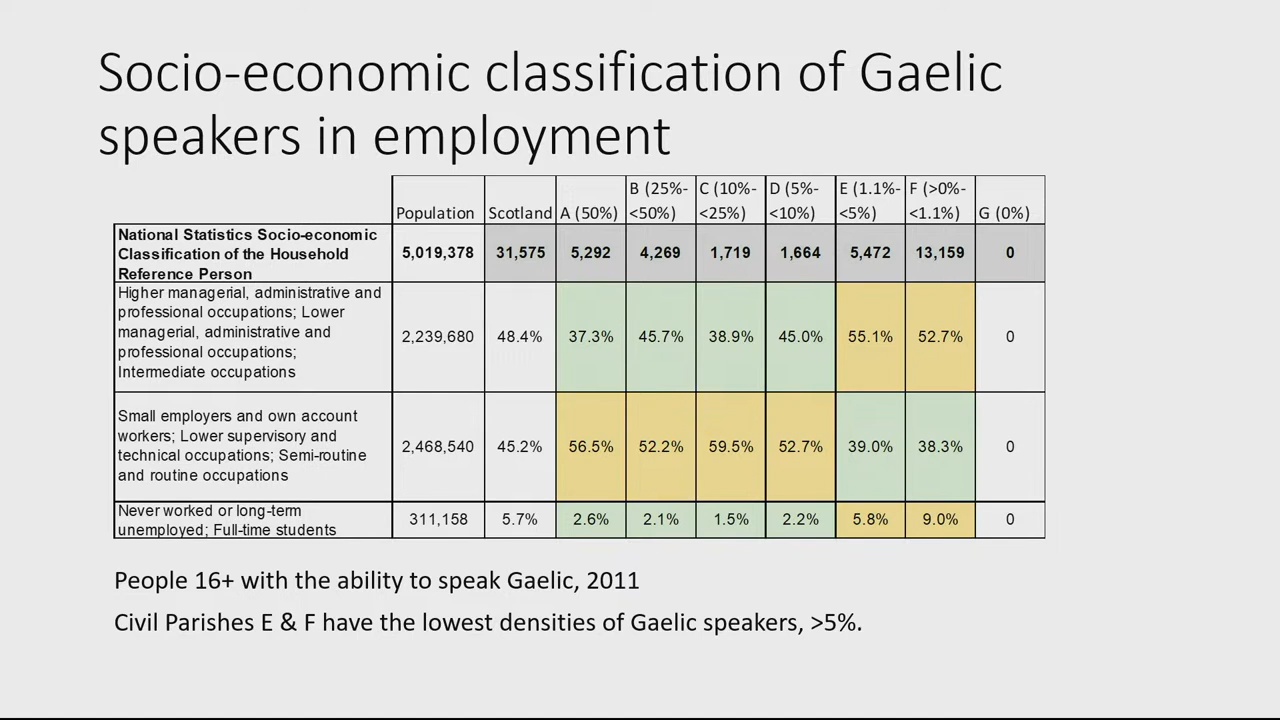 Socio-economic classification of Gaelic
speakers in employment
Population Scotland A (50%) B (25%-<50%) C (10%-<25%) D (5%-<10%) E (1.1%-<5%) F (>0%-<1.1%) G (0%)
National Statistics Socio-economic
Classification of the Household
Reference Person
5,019,378 31,575 5,292 4,269 1,719 1,664 5,472 13,159 0
Higher managerial, administrative and
professional occupations; Lower
managerial, administrative and
professional occupations;
Intermediate occupations
2,239,680 48.4% 37.3% 45.7% 38.9% 45.0% 55.1% 52.7% 0
Small employers and own account
workers; Lower supervisory and
technical occupations; Semi-routine
and routine occupations
2,468,540 45.2% 56.5% 52.2% 59.5% 52.7% 39.0% 38.3% 0
Never worked or long-term
unemployed; Full-time students
311,158 5.7% 2.6% 2.1% 1.5% 2.2% 5.8% 9.0% 0
People 16+ with the ability to speak Gaelic, 2011
Civil Parishes E & F have the lowest densities of Gaelic speakers, >5%.